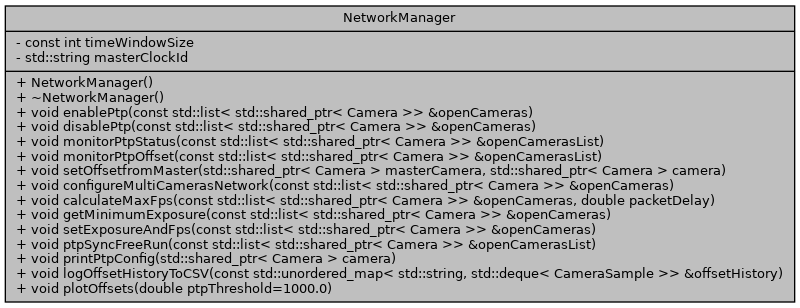 NetworkManager
- const int timeWindowSize
- std::string masterClockId
+ NetworkManager()
+ ~NetworkManager()
+ void enablePtp(const std::list< std::shared_ptr< Camera >> &openCameras)
+ void disablePtp(const std::list< std::shared_ptr< Camera >> &openCameras)
+ void monitorPtpStatus(const std::list< std::shared_ptr< Camera >> &openCamerasList)
+ void monitorPtpOffset(const std::list< std::shared_ptr< Camera >> &openCamerasList)
+ void setOffsetfromMaster(std::shared_ptr< Camera > masterCamera, std::shared_ptr< Camera > camera)
+ void configureMultiCamerasNetwork(const std::list< std::shared_ptr< Camera >> &openCameras)
+ void calculateMaxFps(const std::list< std::shared_ptr< Camera >> &openCameras, double packetDelay)
+ void getMinimumExposure(const std::list< std::shared_ptr< Camera >> &openCameras)
+ void setExposureAndFps(const std::list< std::shared_ptr< Camera >> &openCameras)
+ void ptpSyncFreeRun(const std::list< std::shared_ptr< Camera >> &openCamerasList)
+ void printPtpConfig(std::shared_ptr< Camera > camera)
+ void logOffsetHistoryToCSV(const std::unordered_map< std::string, std::deque< CameraSample >> &offsetHistory)
+ void plotOffsets(double ptpThreshold=1000.0)